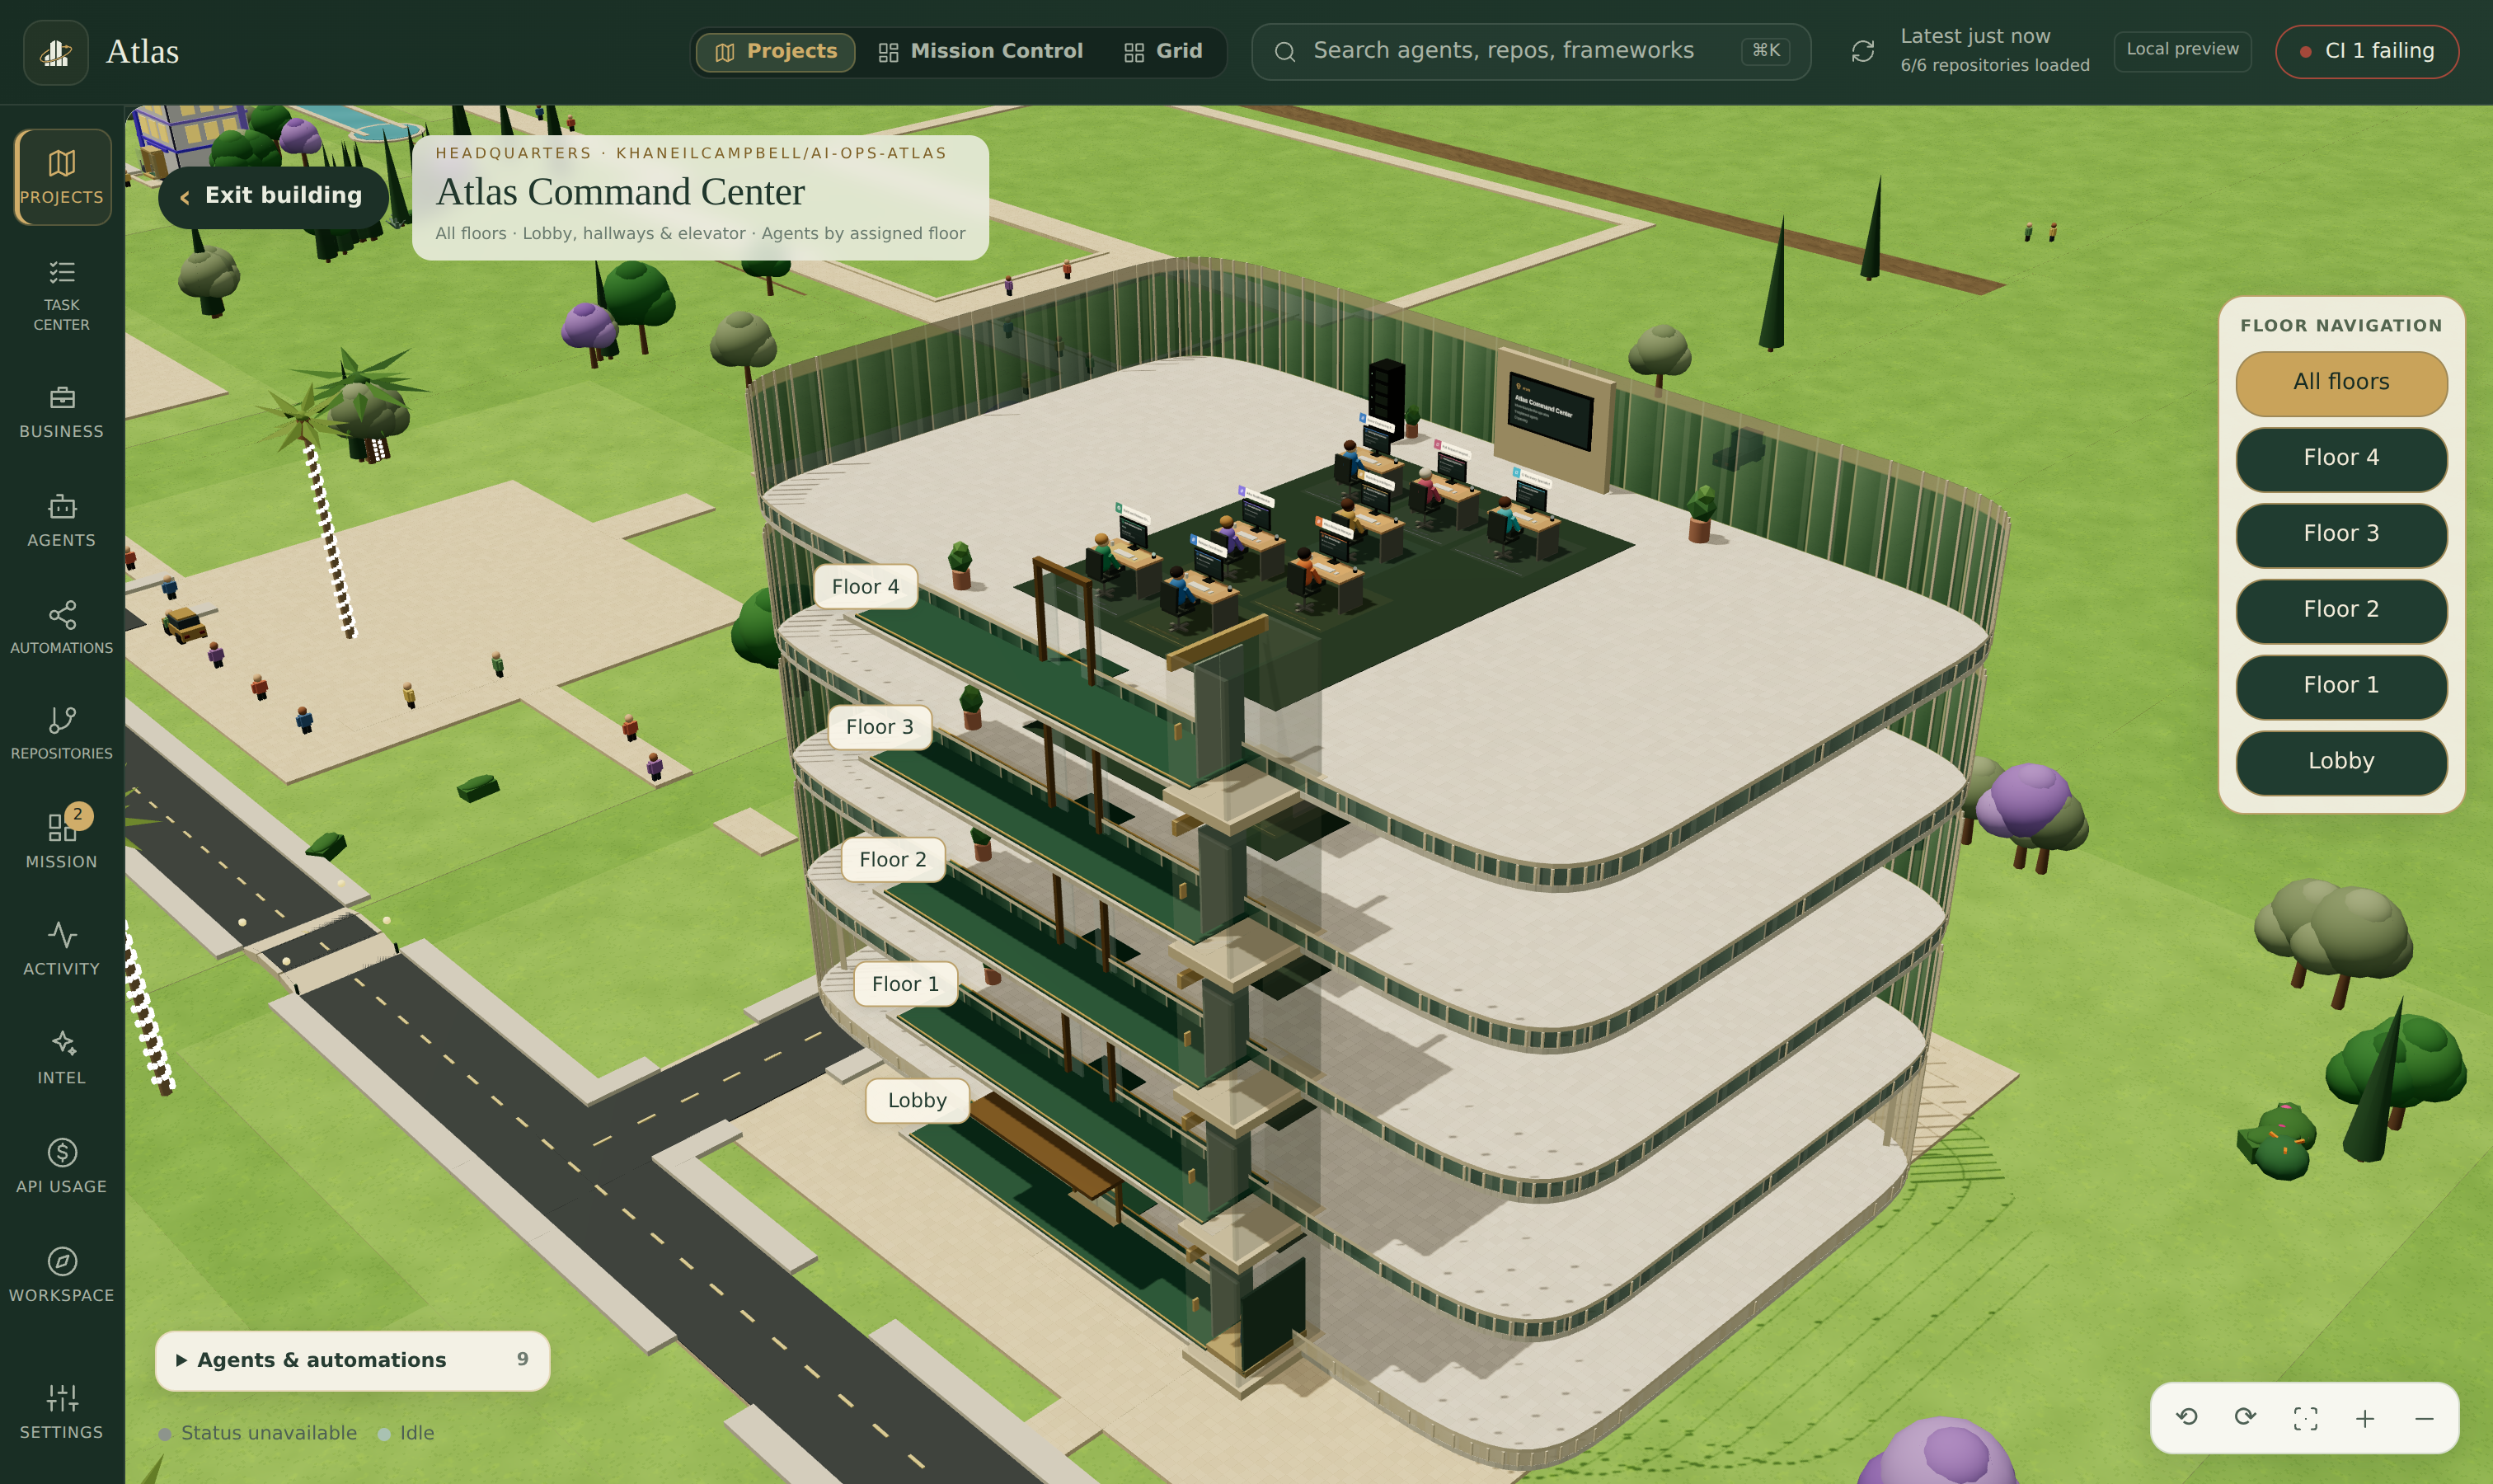 Atlas
Projects
Mission Control
Grid
Search agents, repos, frameworks
⌘K
Latest just now
6/6 repositories loaded
Local preview
CI 1 failing
PROJECTS
TASK
CENTER
BUSINESS
AGENTS
AUTOMATIONS
REPOSITORIES
2
MISSION
ACTIVITY
INTEL
API USAGE
WORKSPACE
SETTINGS
Exit building
HEADQUARTERS · KHANEILCAMPBELL/AI-OPS-ATLAS
Atlas Command Center
All floors · Lobby, hallways & elevator · Agents by assigned floor
Atlas Command Center
Floor 4
Floor 3
Floor 2
Floor 1
Lobby
FLOOR NAVIGATION
All floors
Floor 4
Floor 3
Floor 2
Floor 1
Lobby
Agents & automations
9
Status unavailable
Idle